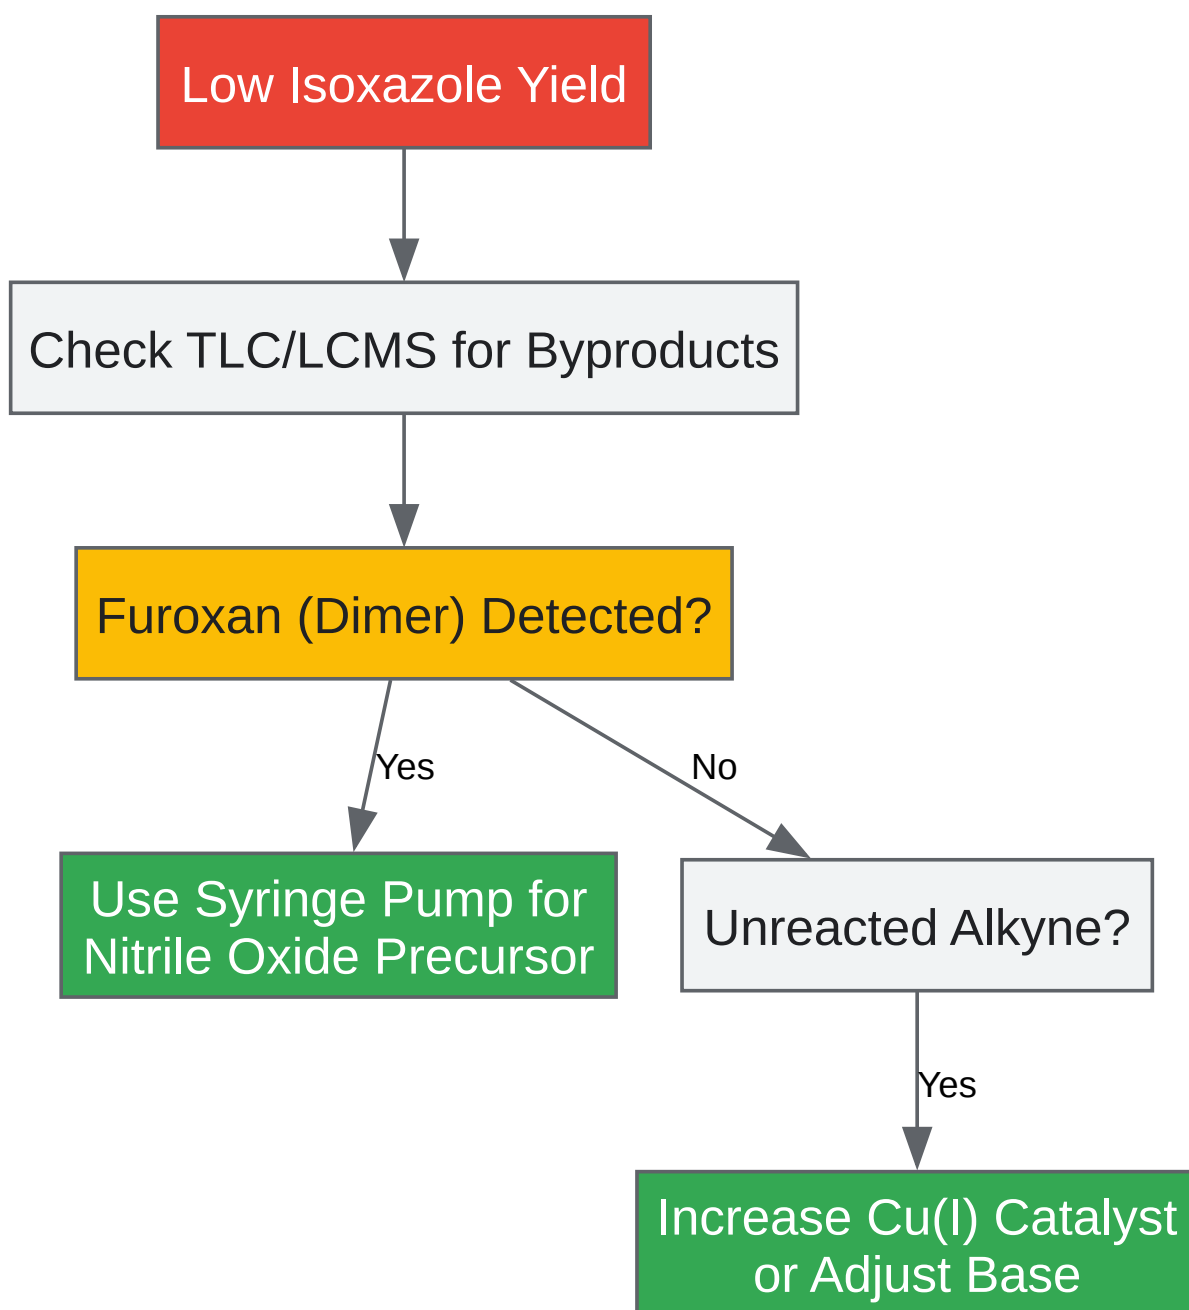 Low Isoxazole Yield
Check TLC/LCMS for Byproducts
Furoxan (Dimer) Detected?
Yes
No
Use Syringe Pump for
Nitrile Oxide Precursor
Unreacted Alkyne?
Yes
Increase Cu(I) Catalyst
or Adjust Base